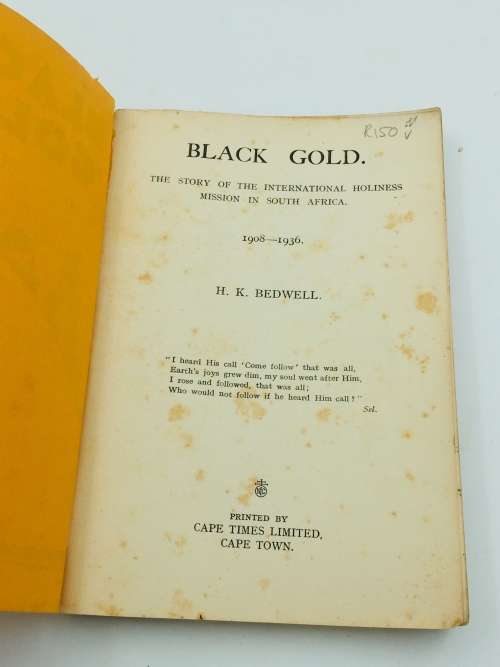 R150
BLACK GOLD.
THE STORY OF THE INTERNATIONAL HOLINESS
MISSION IN SOUTH AFRICA.
1908—1936.
H. K. BEDWELL.
"I heard His call 'Come follow' that was all,
Earth's joys grew dim, my soul went after Him,
I rose and followed, that was all;
Who would not follow if he heard Him call?"
Sel.
PRINTED BY
CAPE TIMES LIMITED,
CAPE TOWN.